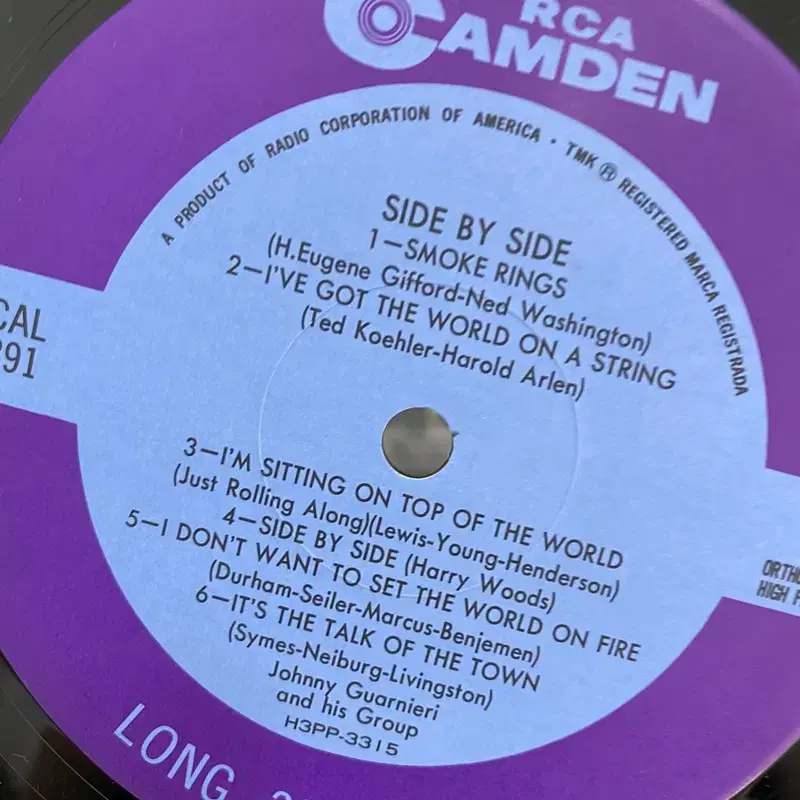 RCA
CAMDEN
A PRODUCT OF RADIO CORPORATION OF AMERICA · TMK ® REGISTERED MARCA REGISTRADA
SIDE BY SIDE
1—SMOKE RINGS
(H.Eugene Gifford-Ned Washington)
2—I'VE GOT THE WORLD ON A STRING
(Ted Koehler-Harold Arlen)
CAL
291
3—I'M SITTING ON TOP OF THE WORLD
(Just Rolling Along)(Lewis-Young-Henderson)
4—SIDE BY SIDE (Harry Woods)
5—I DON'T WANT TO SET THE WORLD ON FIRE
(Durham-Seiler-Marcus-Benjemen)
6—IT'S THE TALK OF THE TOWN
(Symes-Neiburg-Livingston)
Johnny Guarnieri
and his Group
H3PP-3315
HIGH
LONG